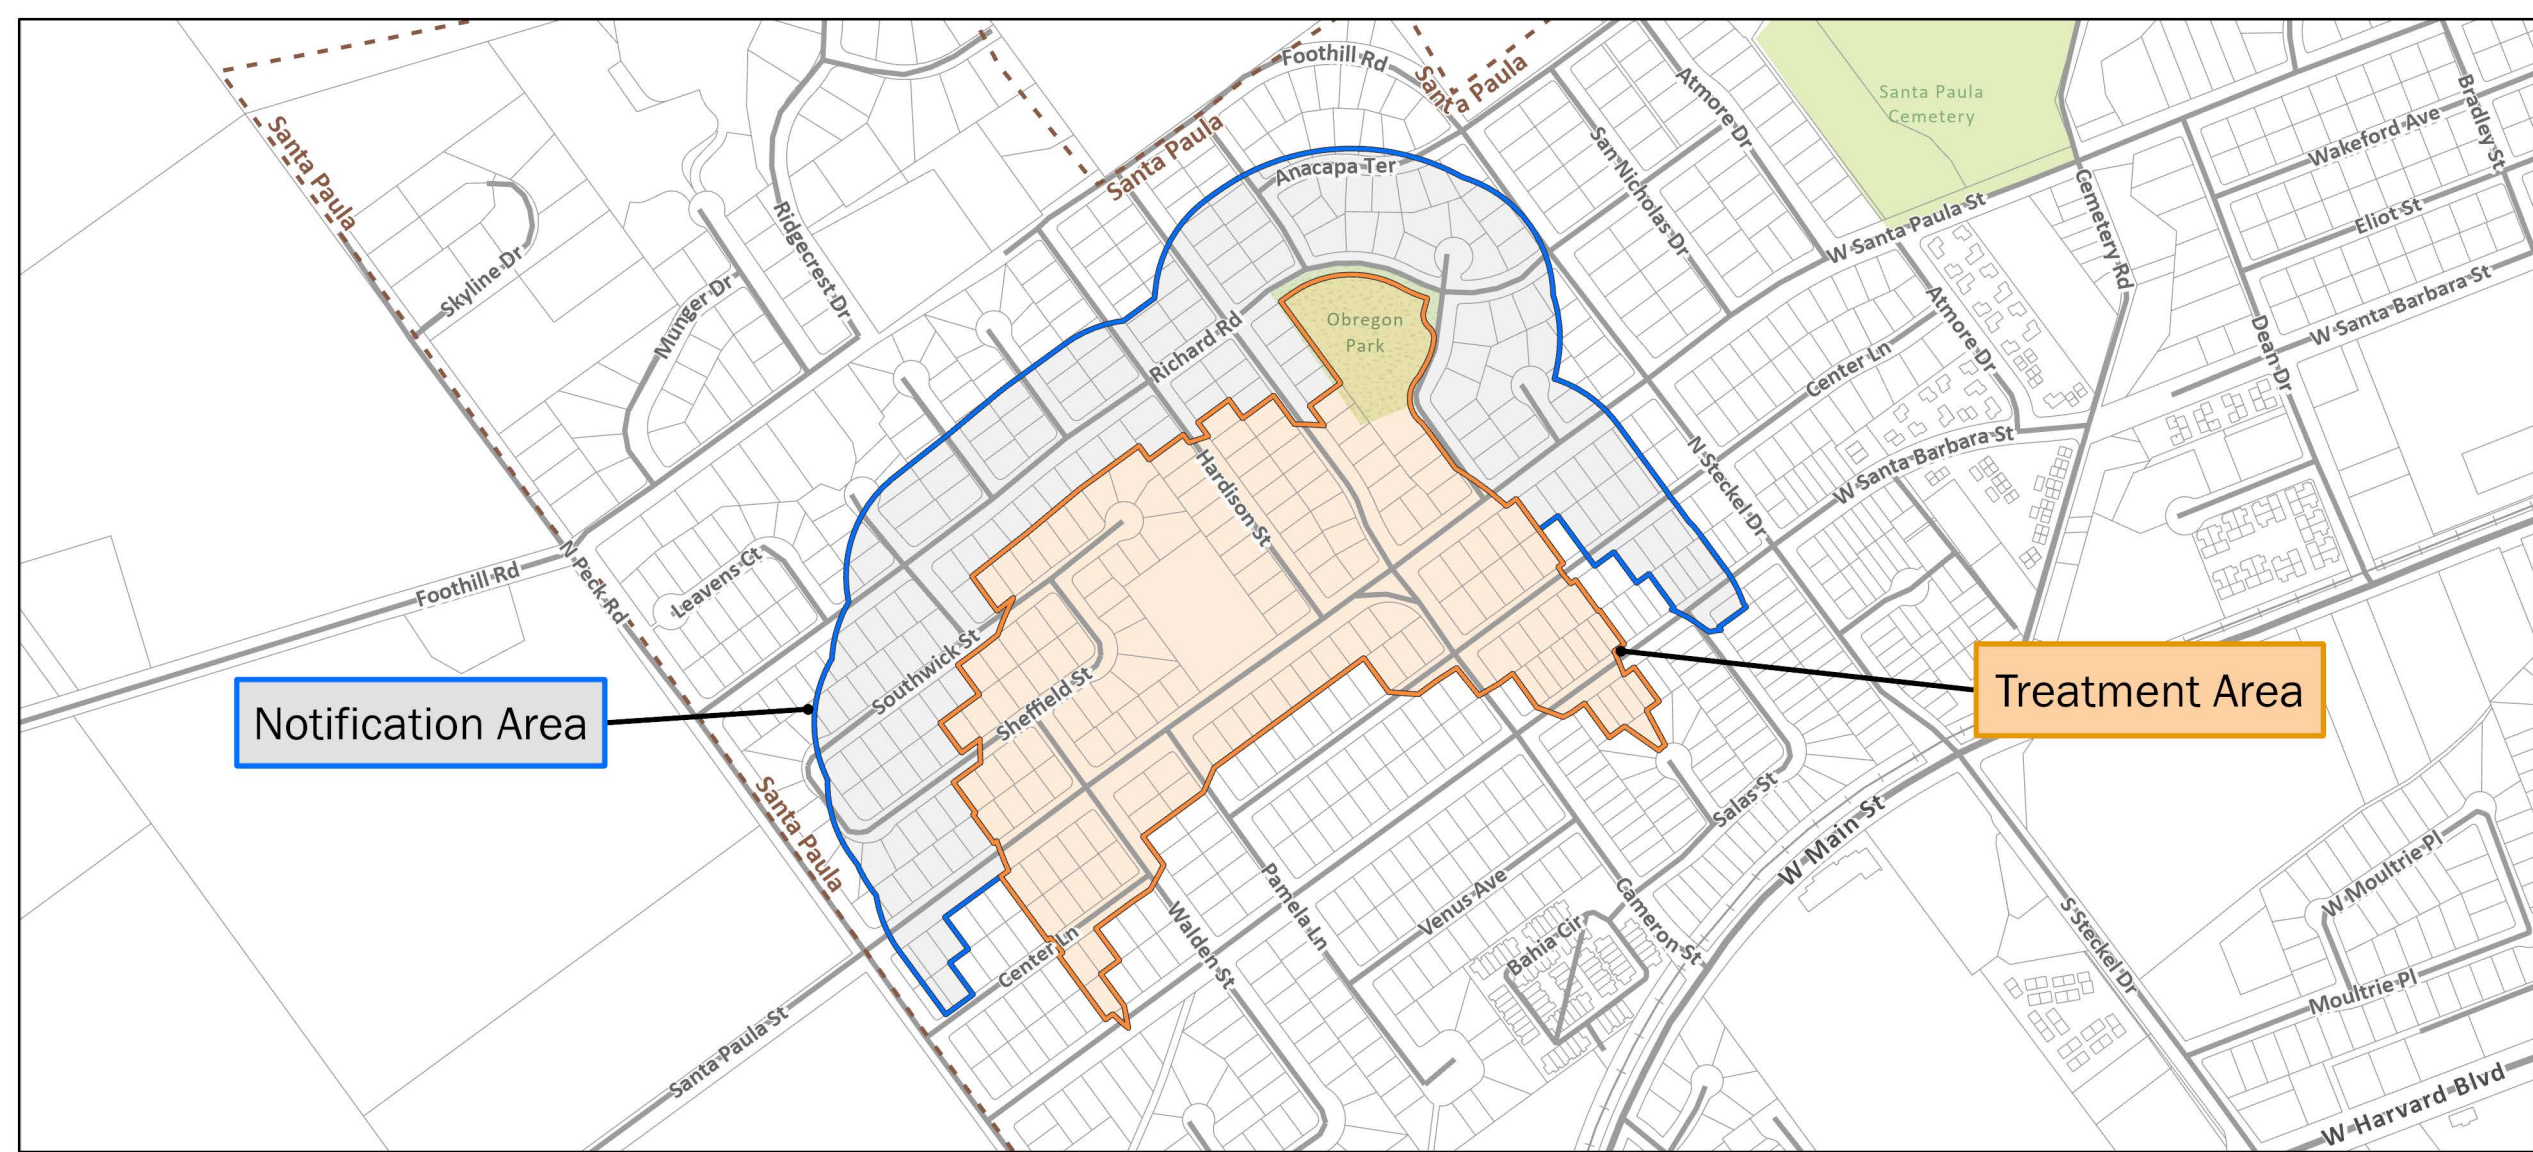 Foothill Rd
Santa Paula
Santa Paula
Santa Paula
Santa Paula
Atmore Dr
Santa Paula
Cemetery
Bradley St
Wakeford Ave
San Nicholas Dr
Anacapa Ter
Cemetery Rd
Eliot St
W Santa Paula St
Ridgecrest Dr
Skyline Dr
Munger Dr
W Santa Barbara St
Atmore Dr
Dean Dr
Obregon
Park
Richard Rd
Center Ln
N Steckel Dr
W Santa Barbara St
Hardison St
Foothill Rd
N Peck Rd
Leavens Ct
Southwick St
Sheffield St
Notification Area
Treatment Area
Santa Paula
Salas St
W Main St
W Moultrie Pl
Pamela Ln
Venus Ave
Cameron St
Walden St
Center Ln
Bahia Cir
S Steckel Dr
Moultrie Pl
Santa Paula St
W Harvard Blvd